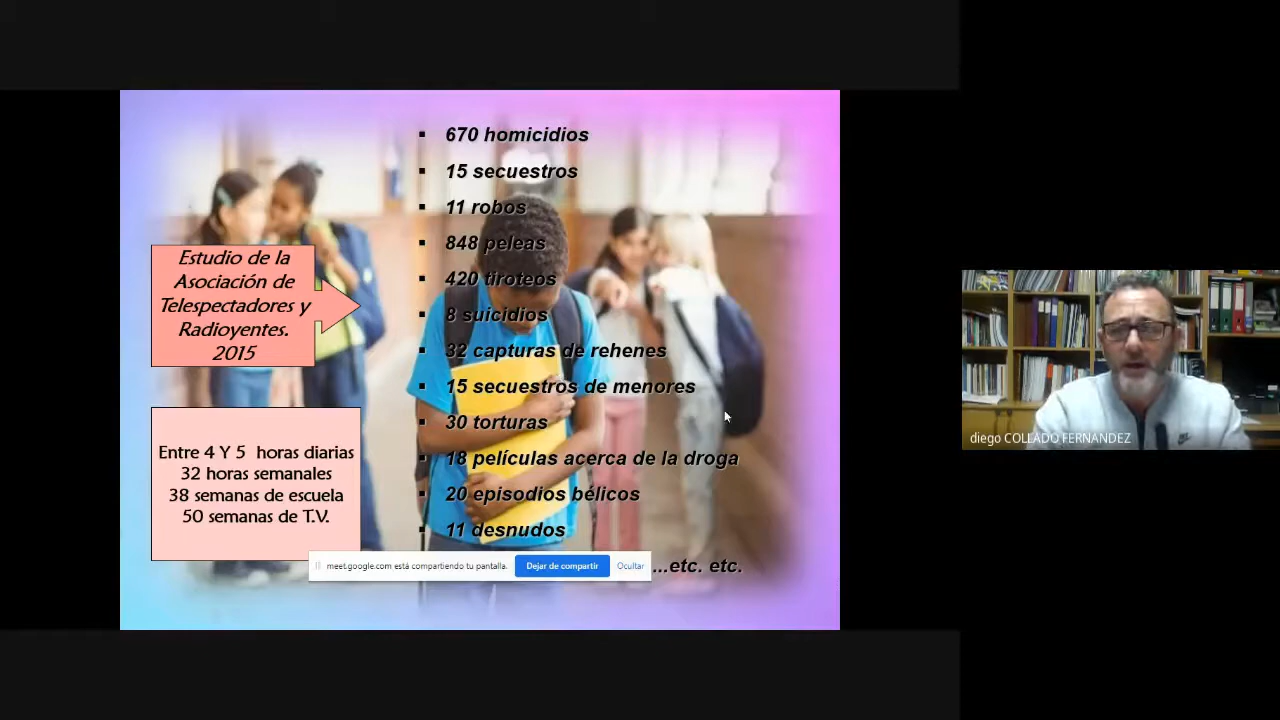 670 homicidios
15 secuestros
11 robos
848 peleas
420 tiroteos
8 suicidios
32 capturas de rehenes
15 secuestros de menores
30 torturas
18 películas acerca de la droga
20 episodios bélicos
11 desnudos
...etc. etc.
Estudio de la
Asociación de
Telespectadores y
Radioyentes.
2015
Entre 4 Y 5 horas diarias
32 horas semanales
38 semanas de escuela
50 semanas de T.V.
meet.google.com está compartiendo tu pantalla.
Dejar de compartir
Ocultar
diego COLLADO FERNANDEZ